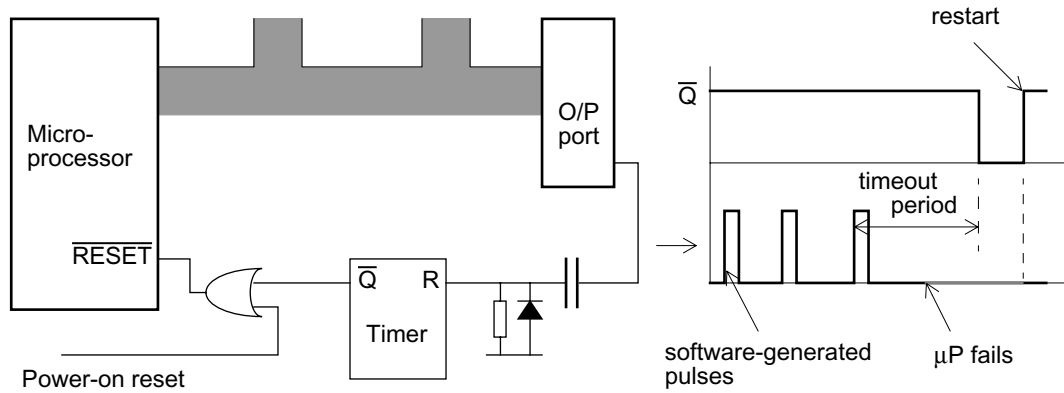 Micro-
processor
RESET
Power-on reset
O/P
port
Q̅
R
Timer
restart
Q̅
timeout
period
software-generated
pulses
µP fails